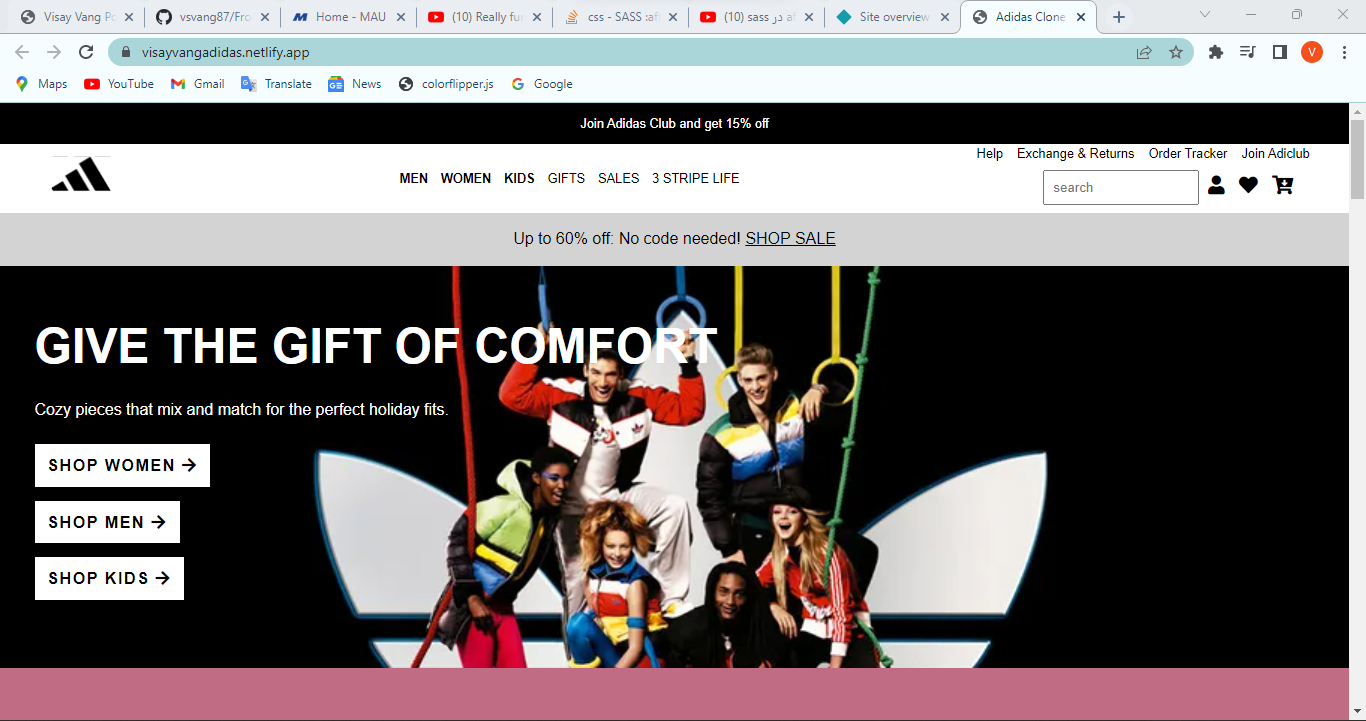 Visay Vang Po
vsvang87/Fro
Home - MAU
(10) Really fu
css - SASS :af
(10) sass در a
Site overview
Adidas Clone
visayvangadidas.netlify.app
V
Maps
YouTube
Gmail
Translate
News
colorflipper.js
Google
Join Adidas Club and get 15% off
Help Exchange & Returns Order Tracker Join Adiclub
MEN WOMEN KIDS GIFTS SALES 3 STRIPE LIFE
search
Up to 60% off: No code needed! SHOP SALE
GIVE THE GIFT OF COMFORT
Cozy pieces that mix and match for the perfect holiday fits.
SHOP WOMEN →
SHOP MEN →
SHOP KIDS →